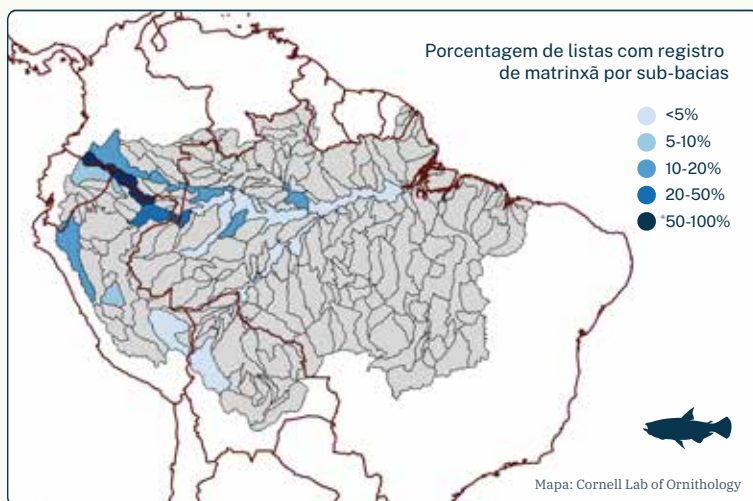 Porcentagem de listas com registro
de matrinxã por sub-bacias
<5%
5-10%
10-20%
20-50%
50-100%
Mapa: Cornell Lab of Ornithology